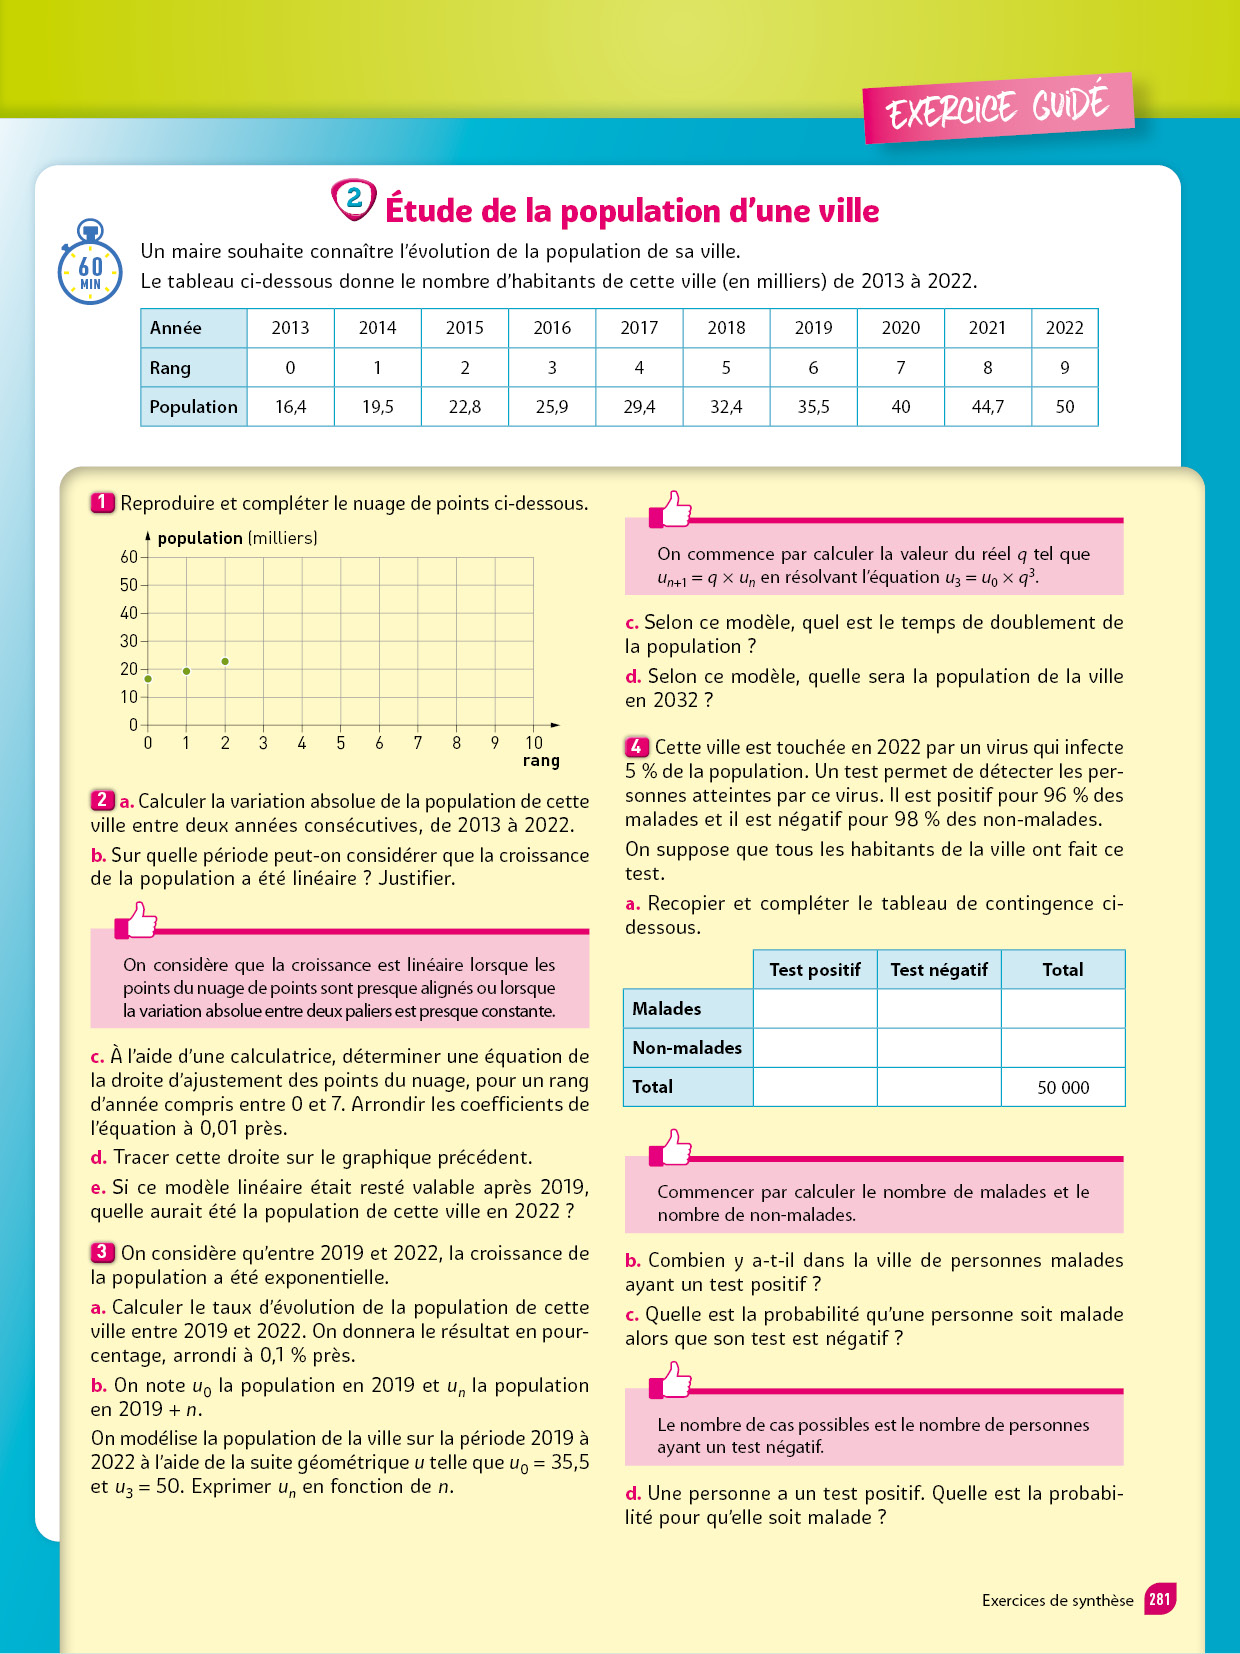 EXERCICE GUIDÉ
2 Étude de la population d’une ville
60
MIN
Un maire souhaite connaître l’évolution de la population de sa ville.
Le tableau ci-dessous donne le nombre d’habitants de cette ville (en milliers) de 2013 à 2022.
Année 2013 2014 2015 2016 2017 2018 2019 2020 2021 2022
Rang 0 1 2 3 4 5 6 7 8 9
Population 16,4 19,5 22,8 25,9 29,4 32,4 35,5 40 44,7 50
1 Reproduire et compléter le nuage de points ci-dessous.
population (milliers)
60
50
40
30
20
10
0
0 1 2 3 4 5 6 7 8 9 10
rang
2 a. Calculer la variation absolue de la population de cette
ville entre deux années consécutives, de 2013 à 2022.
b. Sur quelle période peut-on considérer que la croissance
de la population a été linéaire ? Justifier.
On considère que la croissance est linéaire lorsque les
points du nuage de points sont presque alignés ou lorsque
la variation absolue entre deux paliers est presque constante.
c. À l’aide d’une calculatrice, déterminer une équation de
la droite d’ajustement des points du nuage, pour un rang
d’année compris entre 0 et 7. Arrondir les coefficients de
l’équation à 0,01 près.
d. Tracer cette droite sur le graphique précédent.
e. Si ce modèle linéaire était resté valable après 2019,
quelle aurait été la population de cette ville en 2022 ?
3 On considère qu’entre 2019 et 2022, la croissance de
la population a été exponentielle.
a. Calculer le taux d’évolution de la population de cette
ville entre 2019 et 2022. On donnera le résultat en pour-
centage, arrondi à 0,1 % près.
b. On note u₀ la population en 2019 et uₙ la population
en 2019 + n.
On modélise la population de la ville sur la période 2019 à
2022 à l’aide de la suite géométrique u telle que u₀ = 35,5
et u₃ = 50. Exprimer uₙ en fonction de n.
On commence par calculer la valeur du réel q tel que
uₙ₊₁ = q × uₙ en résolvant l’équation u₃ = u₀ × q³.
c. Selon ce modèle, quel est le temps de doublement de
la population ?
d. Selon ce modèle, quelle sera la population de la ville
en 2032 ?
4 Cette ville est touchée en 2022 par un virus qui infecte
5 % de la population. Un test permet de détecter les per-
sonnes atteintes par ce virus. Il est positif pour 96 % des
malades et il est négatif pour 98 % des non-malades.
On suppose que tous les habitants de la ville ont fait ce
test.
a. Recopier et compléter le tableau de contingence ci-
dessous.
Test positif Test négatif Total
Malades
Non-malades
Total 50 000
Commencer par calculer le nombre de malades et le
nombre de non-malades.
b. Combien y a-t-il dans la ville de personnes malades
ayant un test positif ?
c. Quelle est la probabilité qu’une personne soit malade
alors que son test est négatif ?
Le nombre de cas possibles est le nombre de personnes
ayant un test négatif.
d. Une personne a un test positif. Quelle est la probabi-
lité pour qu’elle soit malade ?
Exercices de synthèse 281